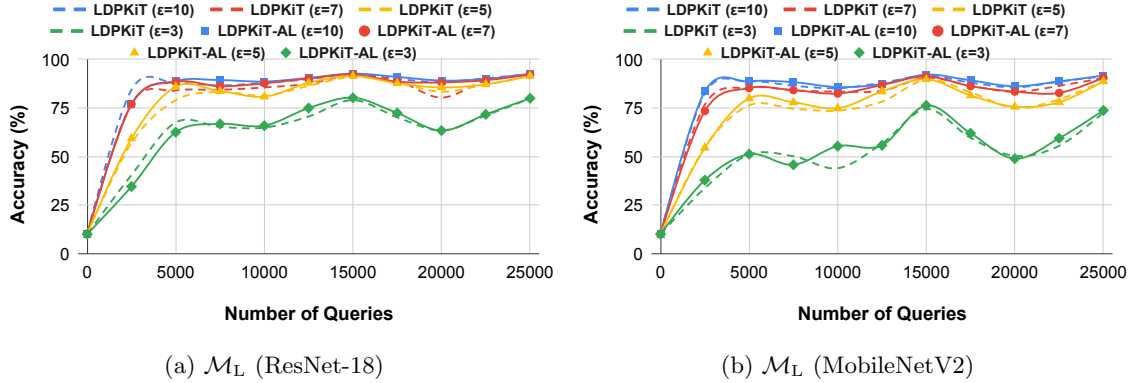 LDPKiT (ε=10) LDPKiT (ε=7) LDPKiT (ε=5)
LDPKiT (ε=3) LDPKiT-AL (ε=10) LDPKiT-AL (ε=7)
LDPKiT-AL (ε=5) LDPKiT-AL (ε=3)
100
75
50
25
0
Accuracy (%)
0 5000 10000 15000 20000 25000
Number of Queries
(a) ℳL (ResNet-18)
LDPKiT (ε=10) LDPKiT (ε=7) LDPKiT (ε=5)
LDPKiT (ε=3) LDPKiT-AL (ε=10) LDPKiT-AL (ε=7)
LDPKiT-AL (ε=5) LDPKiT-AL (ε=3)
100
75
50
25
0
Accuracy (%)
0 5000 10000 15000 20000 25000
Number of Queries
(b) ℳL (MobileNetV2)